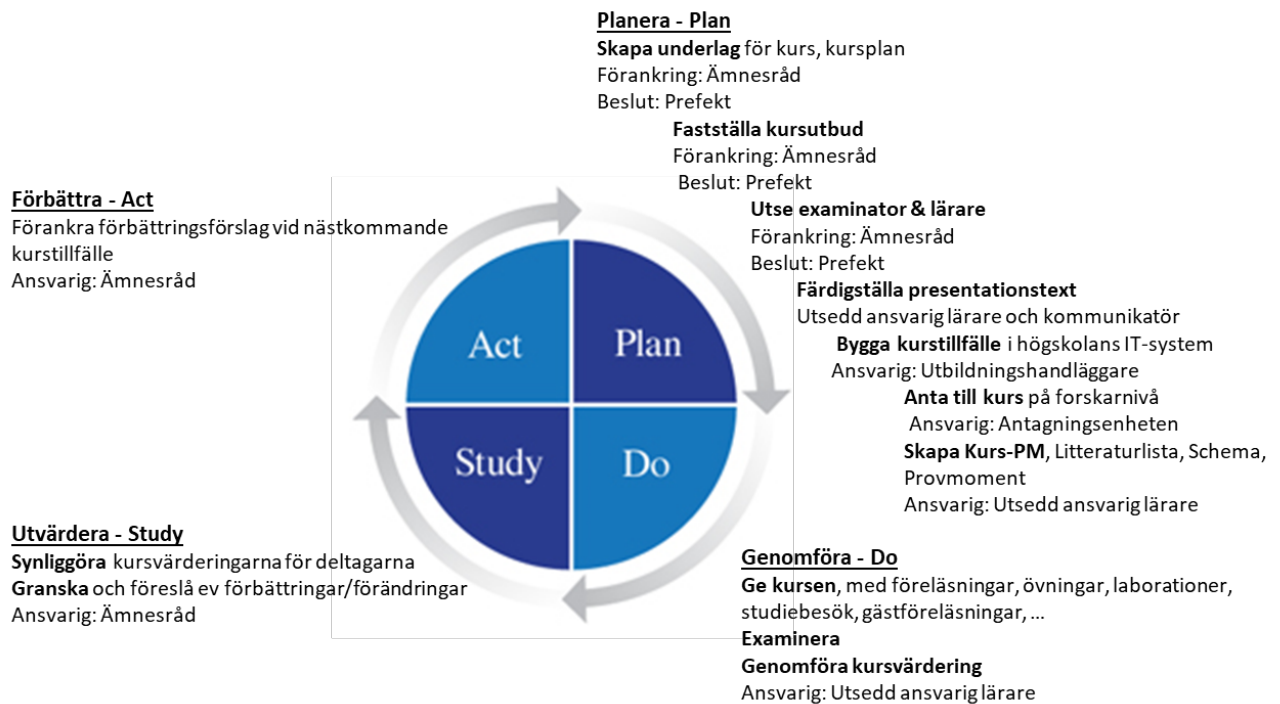 Planera - Plan
Skapa underlag för kurs, kursplan
Förankring: Ämnesråd
Beslut: Prefekt
Fastställa kursutbud
Förankring: Ämnesråd
Beslut: Prefekt
Utse examinator & lärare
Förankring: Ämnesråd
Beslut: Prefekt
Färdigställa presentationstext
Utsedd ansvarig lärare och kommunikatör
Bygga kurstillfälle i högskolans IT-system
Ansvarig: Utbildningshandläggare
Anta till kurs på forskarnivå
Ansvarig: Antagningsenheten
Skapa Kurs-PM, Litteraturlista, Schema,
Provmoment
Ansvarig: Utsedd ansvarig lärare
Genomföra - Do
Ge kursen, med föreläsningar, övningar, laborationer,
studiebesök, gästföreläsningar, ...
Examinera
Genomföra kursvärdering
Ansvarig: Utsedd ansvarig lärare
Utvärdera - Study
Synliggöra kursvärderingarna för deltagarna
Granska och föreslå ev förbättringar/förändringar
Ansvarig: Ämnesråd
Förbättra - Act
Förankra förbättringsförslag vid nästkommande
kurstillfälle
Ansvarig: Ämnesråd
Act
Plan
Study
Do